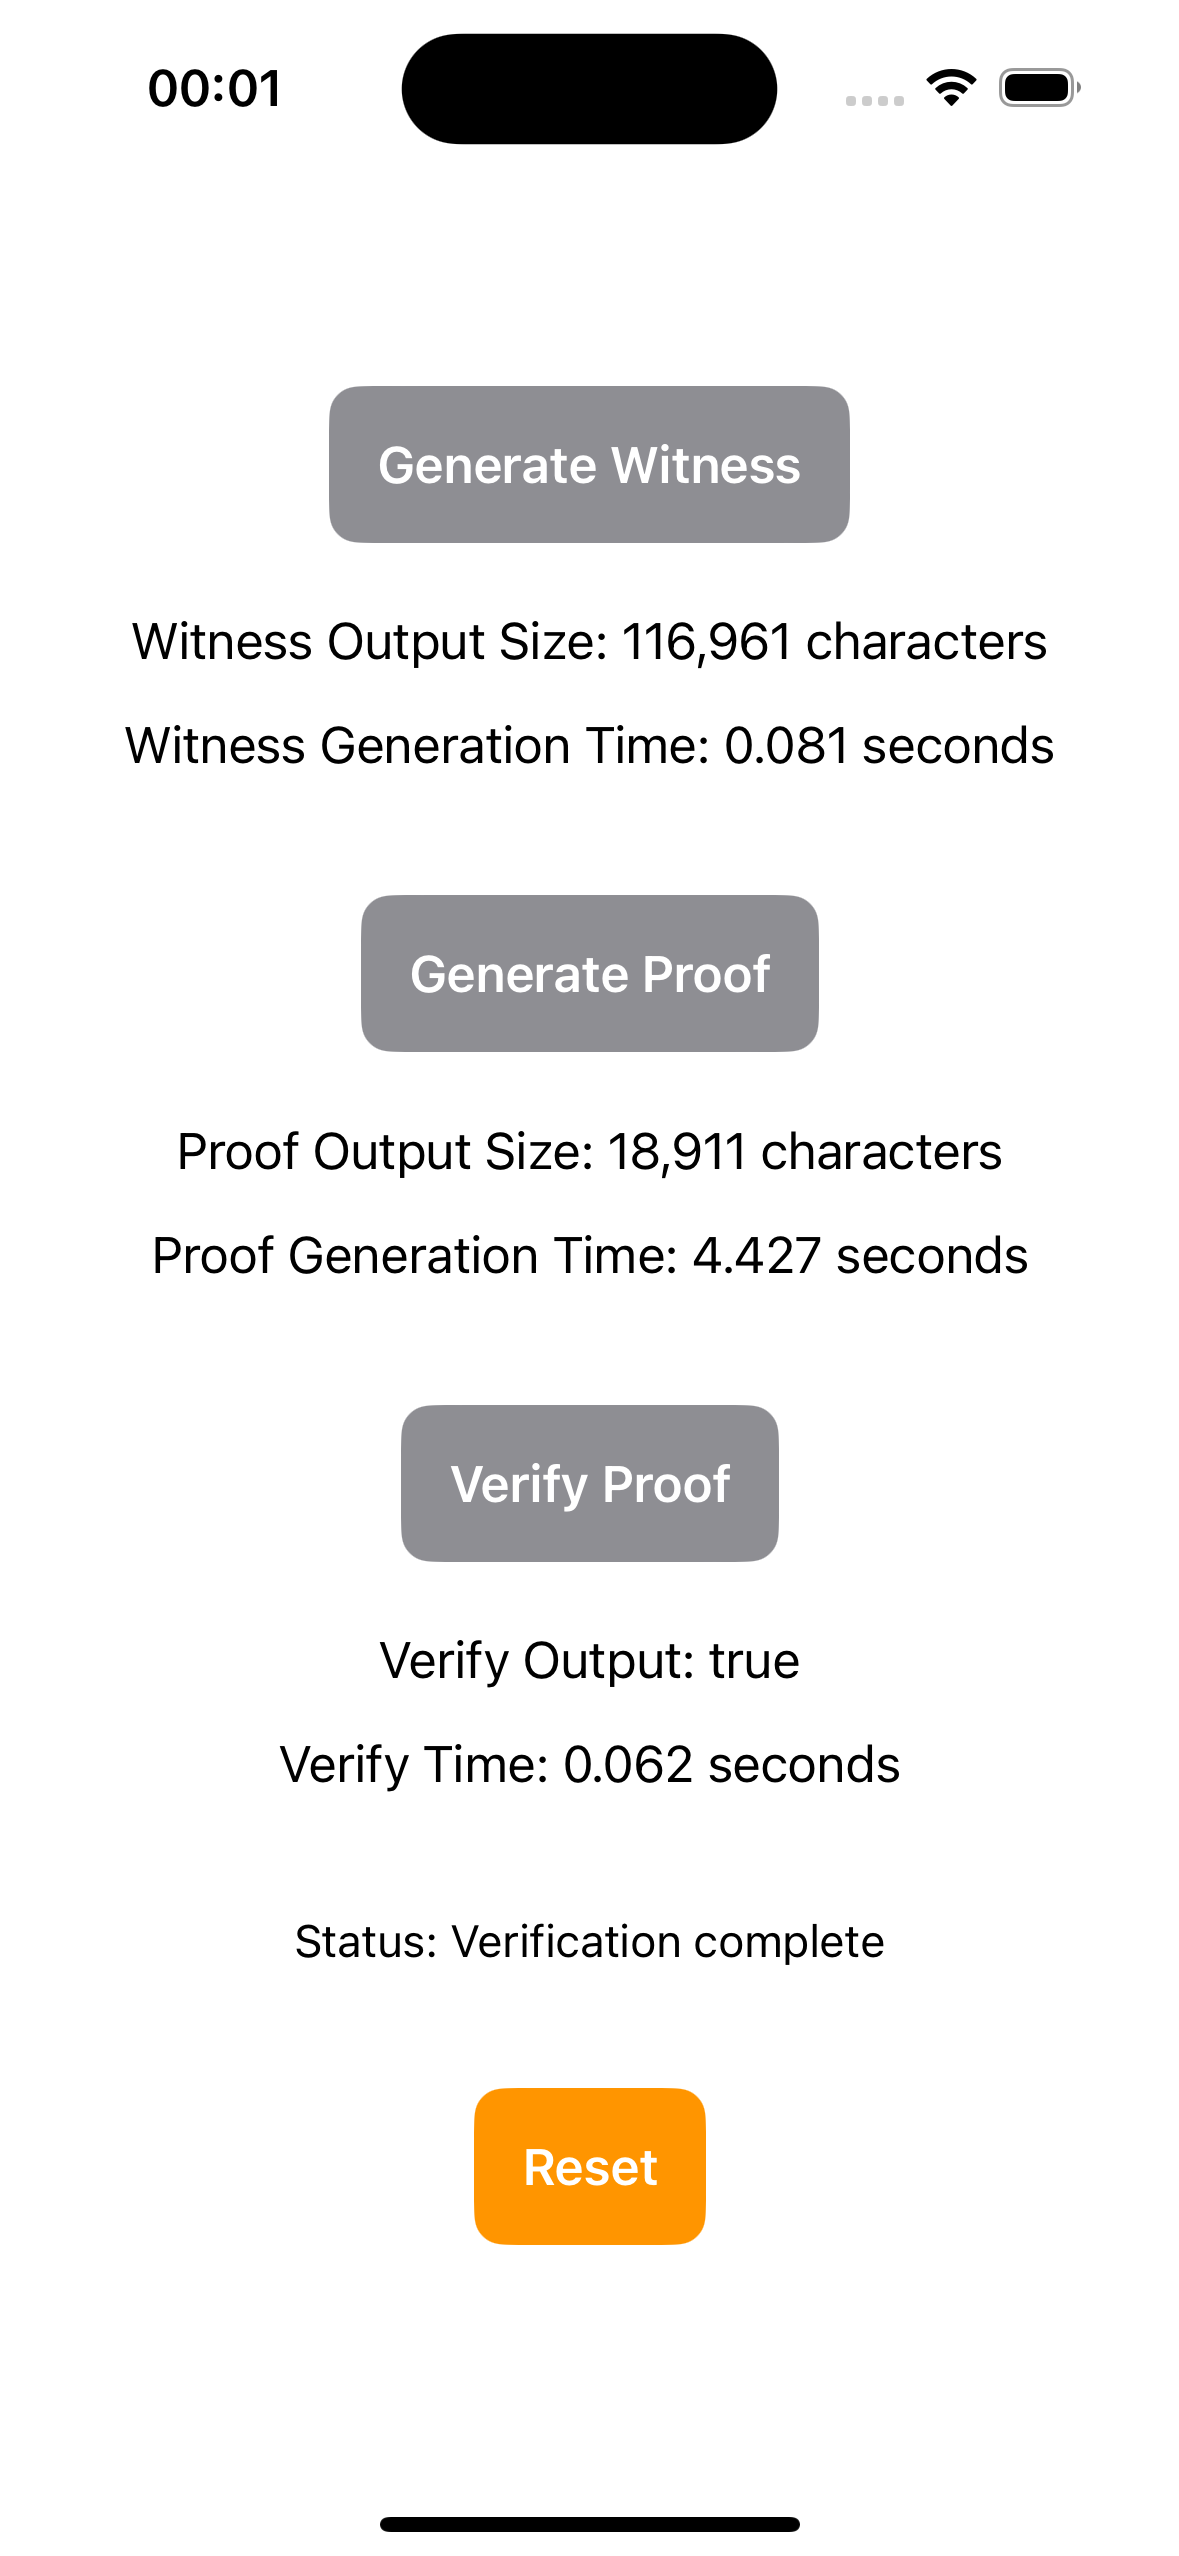 00:01
Generate Witness
Witness Output Size: 116,961 characters
Witness Generation Time: 0.081 seconds
Generate Proof
Proof Output Size: 18,911 characters
Proof Generation Time: 4.427 seconds
Verify Proof
Verify Output: true
Verify Time: 0.062 seconds
Status: Verification complete
Reset